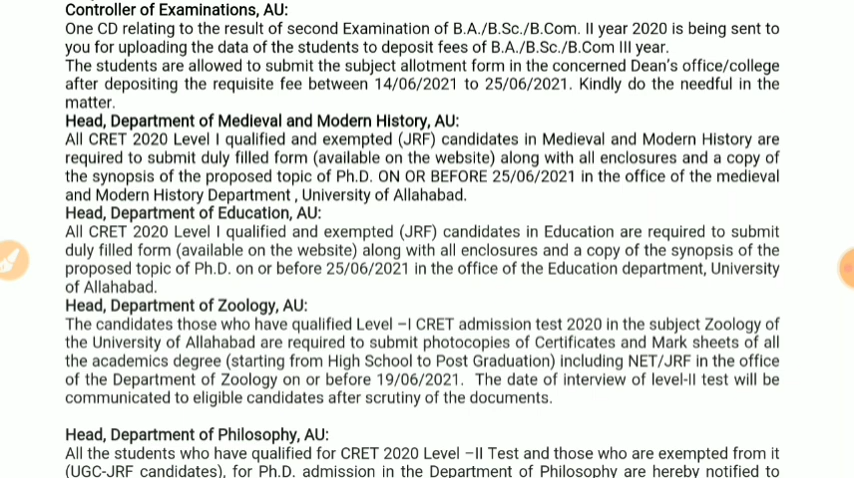 Controller of Examinations, AU:
One CD relating to the result of second Examination of B.A./B.Sc./B.Com. II year 2020 is being sent to
you for uploading the data of the students to deposit fees of B.A./B.Sc./B.Com III year.
The students are allowed to submit the subject allotment form in the concerned Dean's office/college
after depositing the requisite fee between 14/06/2021 to 25/06/2021. Kindly do the needful in the
matter.
Head, Department of Medieval and Modern History, AU:
All CRET 2020 Level I qualified and exempted (JRF) candidates in Medieval and Modern History are
required to submit duly filled form (available on the website) along with all enclosures and a copy of
the synopsis of the proposed topic of Ph.D. ON OR BEFORE 25/06/2021 in the office of the medieval
and Modern History Department , University of Allahabad.
Head, Department of Education, AU:
All CRET 2020 Level I qualified and exempted (JRF) candidates in Education are required to submit
duly filled form (available on the website) along with all enclosures and a copy of the synopsis of the
proposed topic of Ph.D. on or before 25/06/2021 in the office of the Education department, University
of Allahabad.
Head, Department of Zoology, AU:
The candidates those who have qualified Level –I CRET admission test 2020 in the subject Zoology of
the University of Allahabad are required to submit photocopies of Certificates and Mark sheets of all
the academics degree (starting from High School to Post Graduation) including NET/JRF in the office
of the Department of Zoology on or before 19/06/2021. The date of interview of level-II test will be
communicated to eligible candidates after scrutiny of the documents.
Head, Department of Philosophy, AU:
All the students who have qualified for CRET 2020 Level –II Test and those who are exempted from it
(UGC-JRF candidates), for Ph.D. admission in the Department of Philosophy are hereby notified to